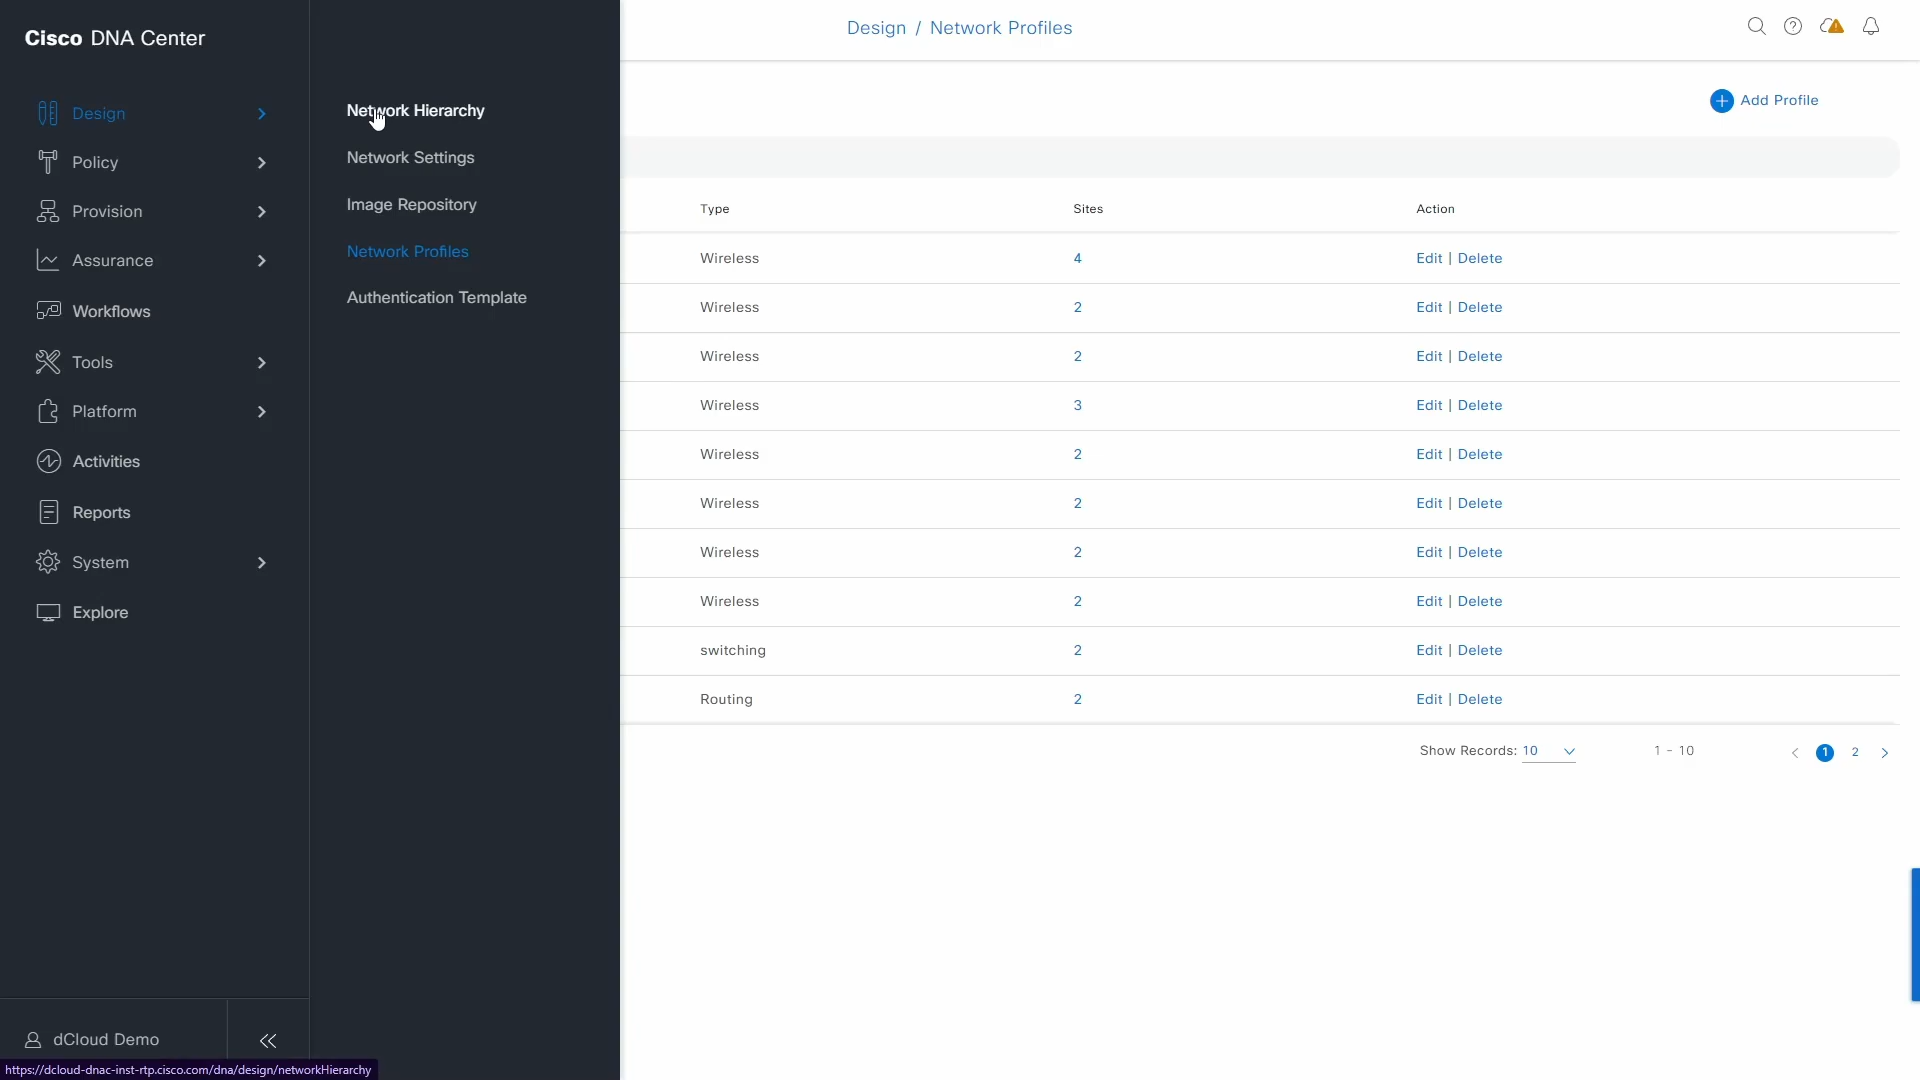 Cisco DNA Center
Design / Network Profiles
Design
Policy
Provision
Assurance
Workflows
Tools
Platform
Activities
Reports
System
Explore
Network Hierarchy
Network Settings
Image Repository
Network Profiles
Authentication Template
Add Profile
Type Sites Action
Wireless 4 Edit | Delete
Wireless 2 Edit | Delete
Wireless 2 Edit | Delete
Wireless 3 Edit | Delete
Wireless 2 Edit | Delete
Wireless 2 Edit | Delete
Wireless 2 Edit | Delete
Wireless 2 Edit | Delete
switching 2 Edit | Delete
Routing 2 Edit | Delete
Show Records: 10 1 - 10 1 2
dCloud Demo
https://dcloud-dnac-inst-rtp.cisco.com/dna/design/networkHierarchy